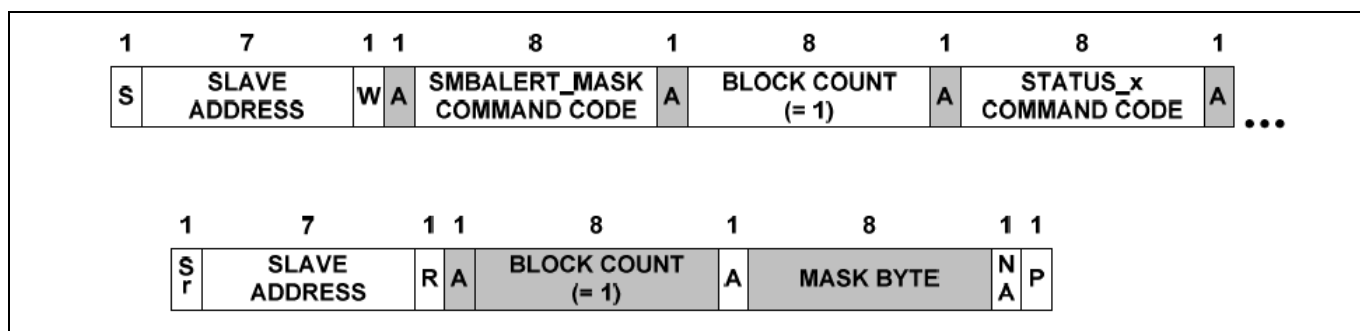 1 7 1 1 8 1 8 1 8 1
S SLAVE ADDRESS W A SMBALERT_MASK COMMAND CODE A BLOCK COUNT (= 1) A STATUS_x COMMAND CODE A ...
1 7 1 1 8 1 8 1 1
Sr SLAVE ADDRESS R A BLOCK COUNT (= 1) A MASK BYTE NA P